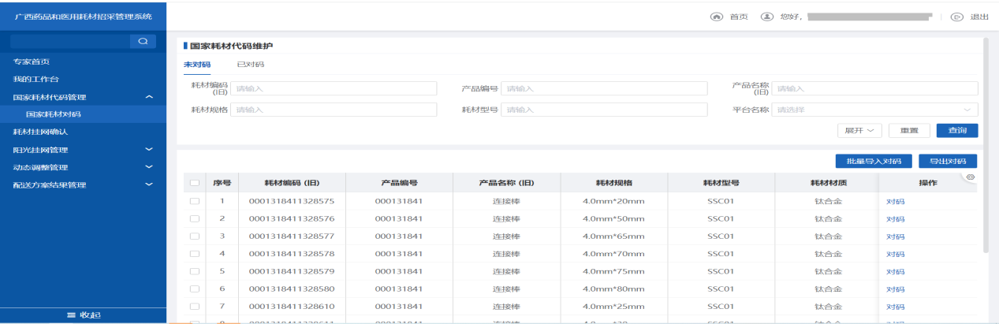 广西药品和医用耗材招采管理系统
首页 您好, 退出
专家首页
我的工作台
国家耗材代码管理
国家耗材对码
耗材挂网确认
阳光挂网管理
动态调整管理
配送方案结果管理
收起
国家耗材代码维护
未对码 已对码
耗材编码(旧) 请输入 产品编号 请输入 产品名称(旧) 请输入
耗材规格 请输入 耗材型号 请输入 平台名称 请选择
展开 重置 查询
批量导入对码 导出对码
序号 耗材编码 (旧) 产品编号 产品名称 (旧) 耗材规格 耗材型号 耗材材质 操作
1 0001318411328575 000131841 连接棒 4.0mm*20mm SSC01 钛合金 对码
2 0001318411328576 000131841 连接棒 4.0mm*50mm SSC01 钛合金 对码
3 0001318411328577 000131841 连接棒 4.0mm*65mm SSC01 钛合金 对码
4 0001318411328578 000131841 连接棒 4.0mm*70mm SSC01 钛合金 对码
5 0001318411328579 000131841 连接棒 4.0mm*75mm SSC01 钛合金 对码
6 0001318411328580 000131841 连接棒 4.0mm*80mm SSC01 钛合金 对码
7 0001318411328610 000131841 连接棒 4.0mm*25mm SSC01 钛合金 对码